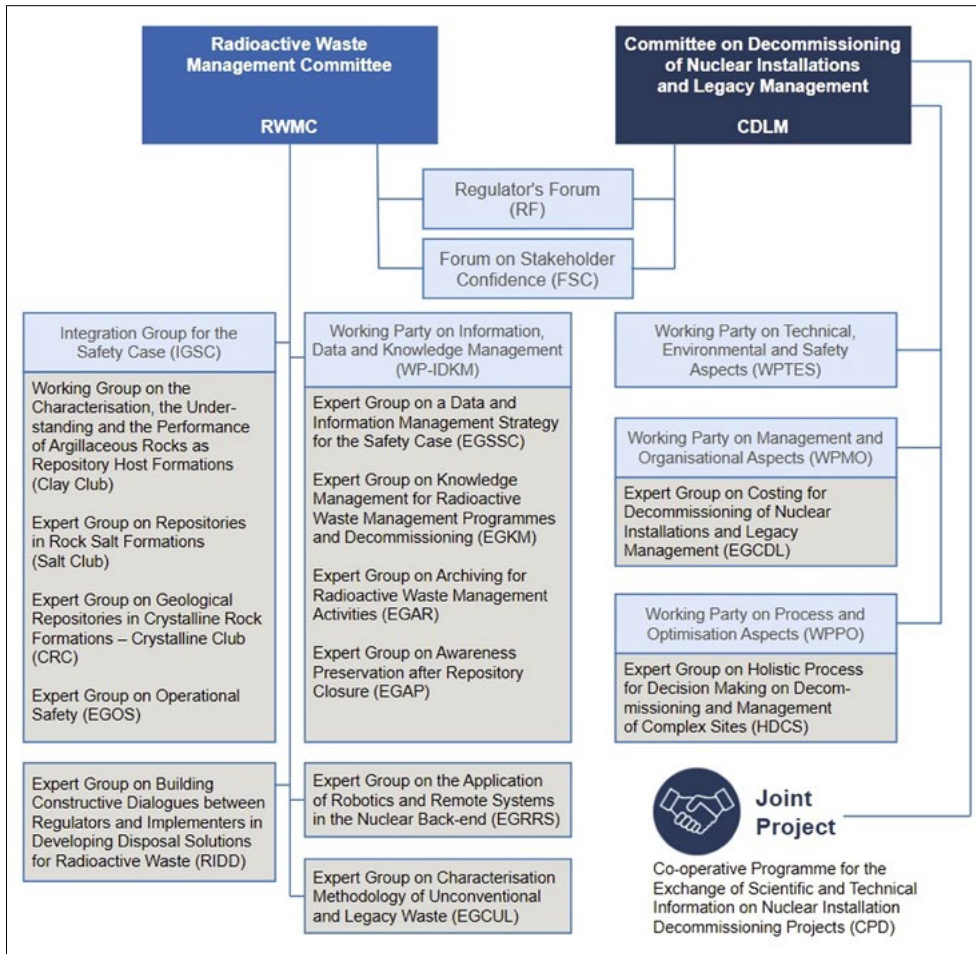 Radioactive Waste
Management Committee
RWMC
Committee on Decommissioning
of Nuclear Installations
and Legacy Management
CDLM
Regulator's Forum
(RF)
Forum on Stakeholder
Confidence (FSC)
Integration Group for the
Safety Case (IGSC)
Working Group on the
Characterisation, the Under-
standing and the Performance
of Argillaceous Rocks as
Repository Host Formations
(Clay Club)
Expert Group on Repositories
in Rock Salt Formations
(Salt Club)
Expert Group on Geological
Repositories in Crystalline Rock
Formations – Crystalline Club
(CRC)
Expert Group on Operational
Safety (EGOS)
Working Party on Information,
Data and Knowledge Management
(WP-IDKM)
Expert Group on a Data and
Information Management Strategy
for the Safety Case (EGSSC)
Expert Group on Knowledge
Management for Radioactive
Waste Management Programmes
and Decommissioning (EGKM)
Expert Group on Archiving for
Radioactive Waste Management
Activities (EGAR)
Expert Group on Awareness
Preservation after Repository
Closure (EGAP)
Working Party on Technical,
Environmental and Safety
Aspects (WPTES)
Working Party on Management and
Organisational Aspects (WPMO)
Expert Group on Costing for
Decommissioning of Nuclear
Installations and Legacy
Management (EGCDL)
Working Party on Process and
Optimisation Aspects (WPPO)
Expert Group on Holistic Process
for Decision Making on Decom-
missioning and Management
of Complex Sites (HDCS)
Expert Group on Building
Constructive Dialogues between
Regulators and Implementers in
Developing Disposal Solutions
for Radioactive Waste (RIDD)
Expert Group on the Application
of Robotics and Remote Systems
in the Nuclear Back-end (EGRRS)
Expert Group on Characterisation
Methodology of Unconventional
and Legacy Waste (EGCUL)
Joint
Project
Co-operative Programme for the
Exchange of Scientific and Technical
Information on Nuclear Installation
Decommissioning Projects (CPD)